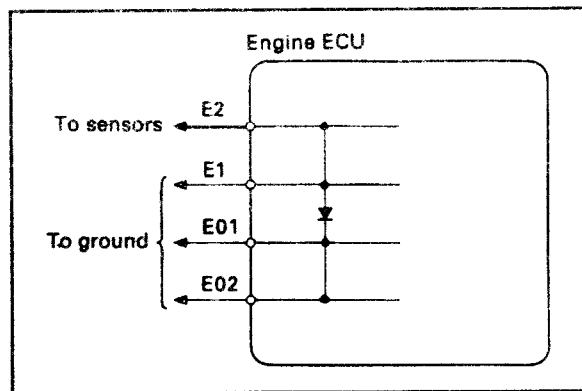 Engine ECU
To sensors
E2
E1
To ground
E01
E02